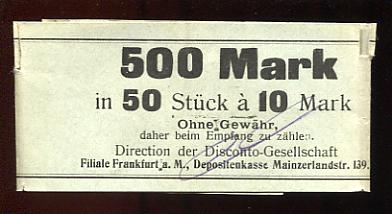 500 Mark
in 50 Stück à 10 Mark
Ohne Gewähr,
daher beim Empfang zu zählen.
Direction der Disconto-Gesellschaft
Filiale Frankfurt a. M., Depositenkasse Mainzerlandstr. 139.